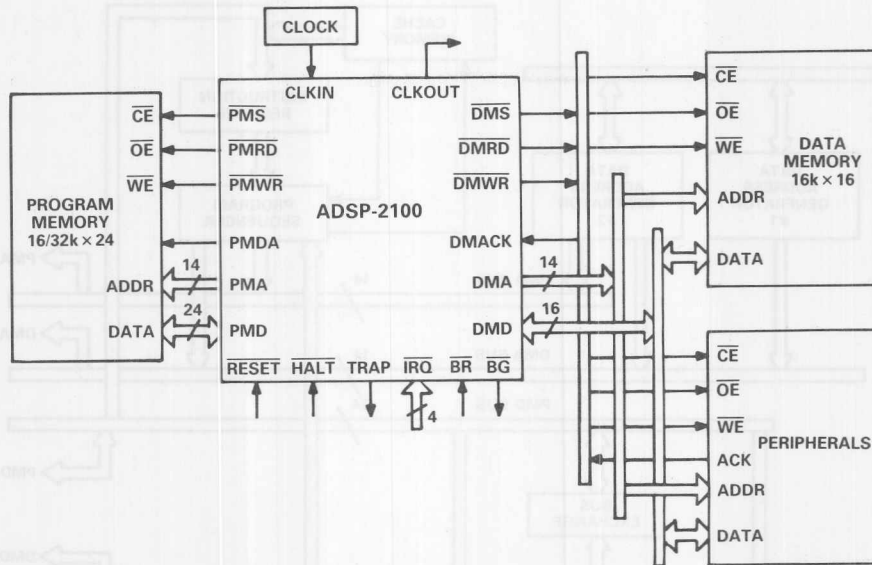 CLOCK
CLKIN
CLKOUT
PROGRAM
MEMORY
16/32k × 24
CE
OE
WE
ADDR
DATA
14
24
PMS
PMRD
PMWR
PMDA
PMA
PMD
ADSP-2100
DMS
DMRD
DMWR
DMACK
DMA
DMD
14
16
RESET
HALT
TRAP
IRQ
BR
BG
4
CE
OE
WE
ADDR
DATA
DATA
MEMORY
16k × 16
CE
OE
WE
ACK
ADDR
DATA
PERIPHERALS